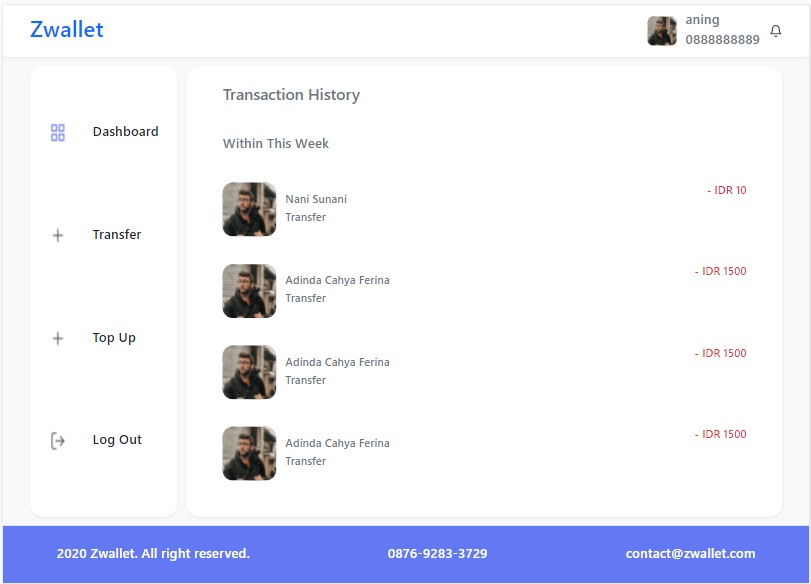 Zwallet
aning
0888888889
Dashboard
Transfer
Top Up
Log Out
Transaction History
Within This Week
Nani Sunani
Transfer
- IDR 10
Adinda Cahya Ferina
Transfer
- IDR 1500
Adinda Cahya Ferina
Transfer
- IDR 1500
Adinda Cahya Ferina
Transfer
- IDR 1500
2020 Zwallet. All right reserved.
0876-9283-3729
contact@zwallet.com